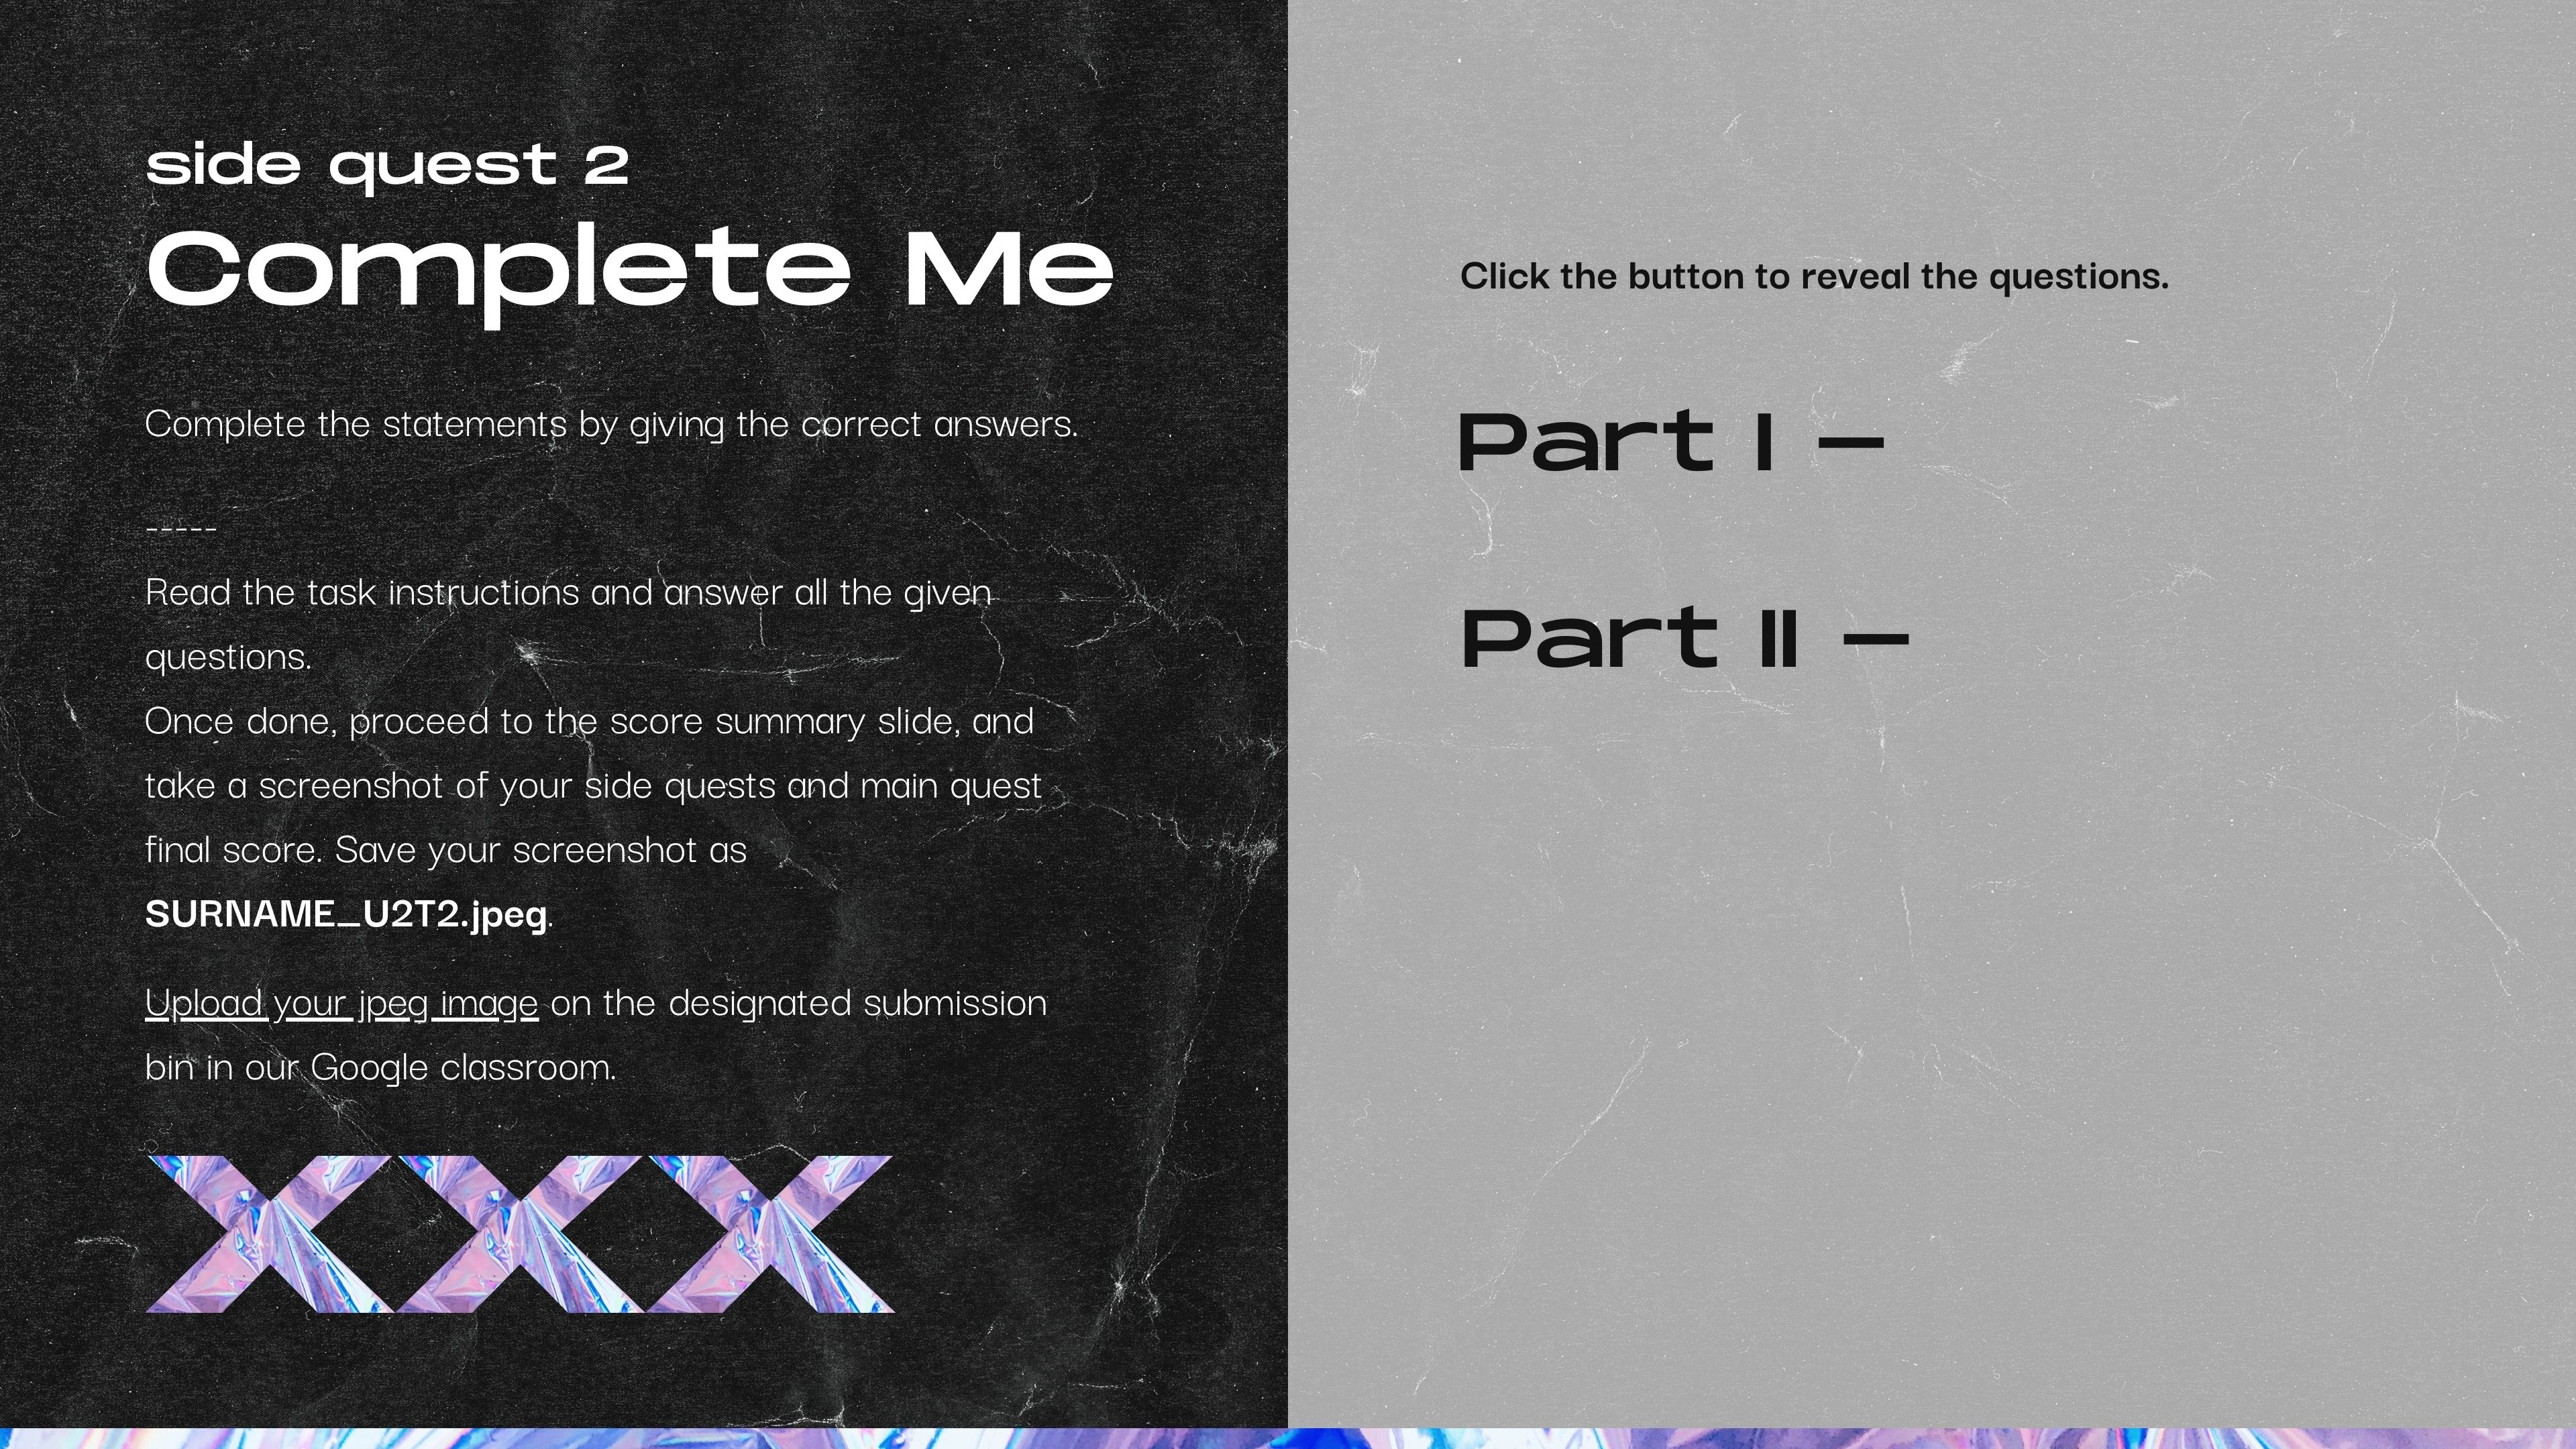 side quest 2
Complete Me
Complete the statements by giving the correct answers.
-----
Read the task instructions and answer all the given
questions.
Once done, proceed to the score summary slide, and
take a screenshot of your side quests and main quest
final score. Save your screenshot as
SURNAME_U2T2.jpeg.
Upload your jpeg image on the designated submission
bin in our Google classroom.
XXX
Click the button to reveal the questions.
Part I –
Part II –